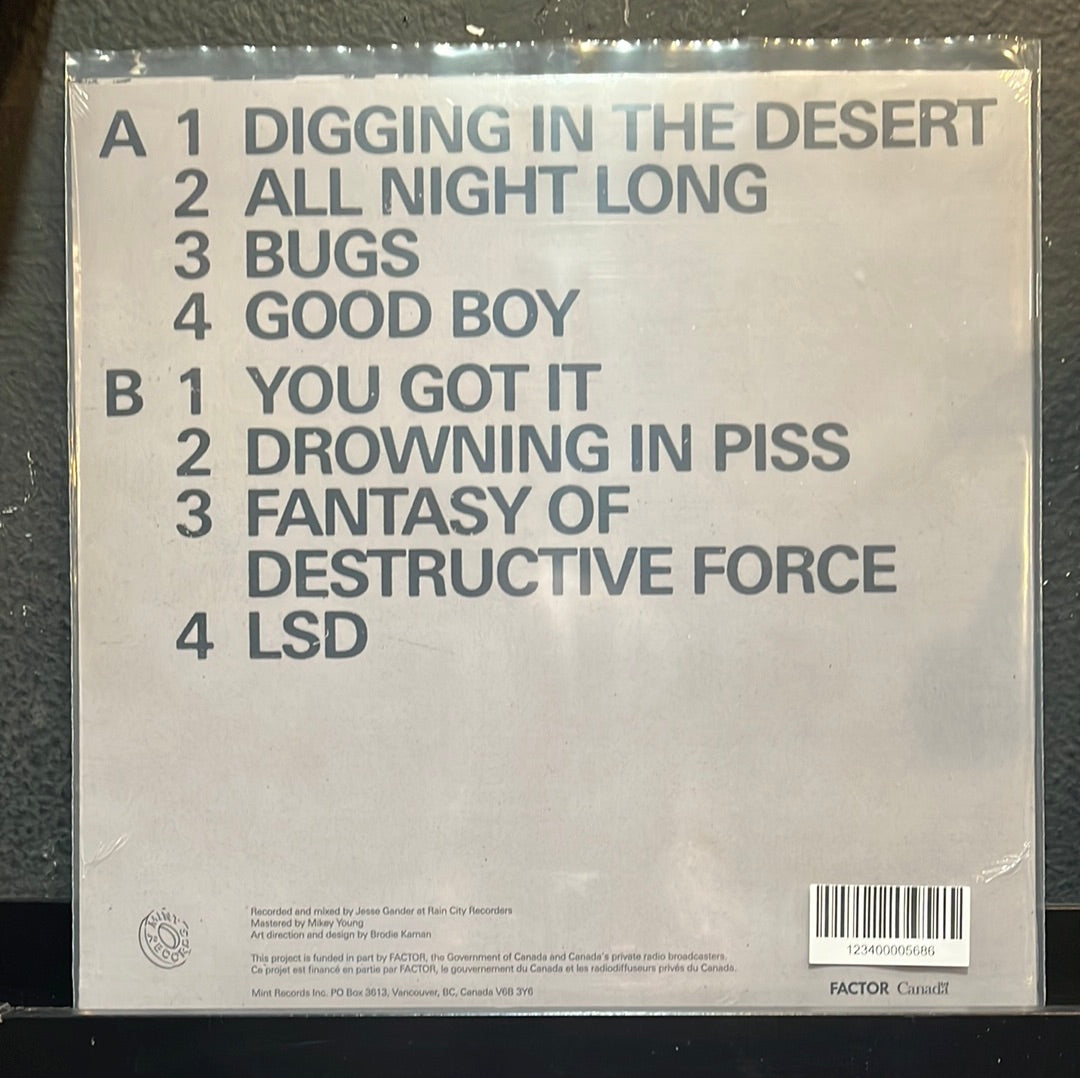 A 1 DIGGING IN THE DESERT
2 ALL NIGHT LONG
3 BUGS
4 GOOD BOY
B 1 YOU GOT IT
2 DROWNING IN PISS
3 FANTASY OF
DESTRUCTIVE FORCE
4 LSD
MINT RECORDS
Recorded and mixed by Jesse Gander at Rain City Recorders
Mastered by Mikey Young
Art direction and design by Brodie Kaman
This project is funded in part by FACTOR, the Government of Canada and Canada's private radio broadcasters.
Ce projet est financé en partie par FACTOR, le gouvernement du Canada et les radiodiffuseurs privés du Canada.
Mint Records Inc. PO Box 3613, Vancouver, BC, Canada V6B 3Y6
123400005686
FACTOR Canada